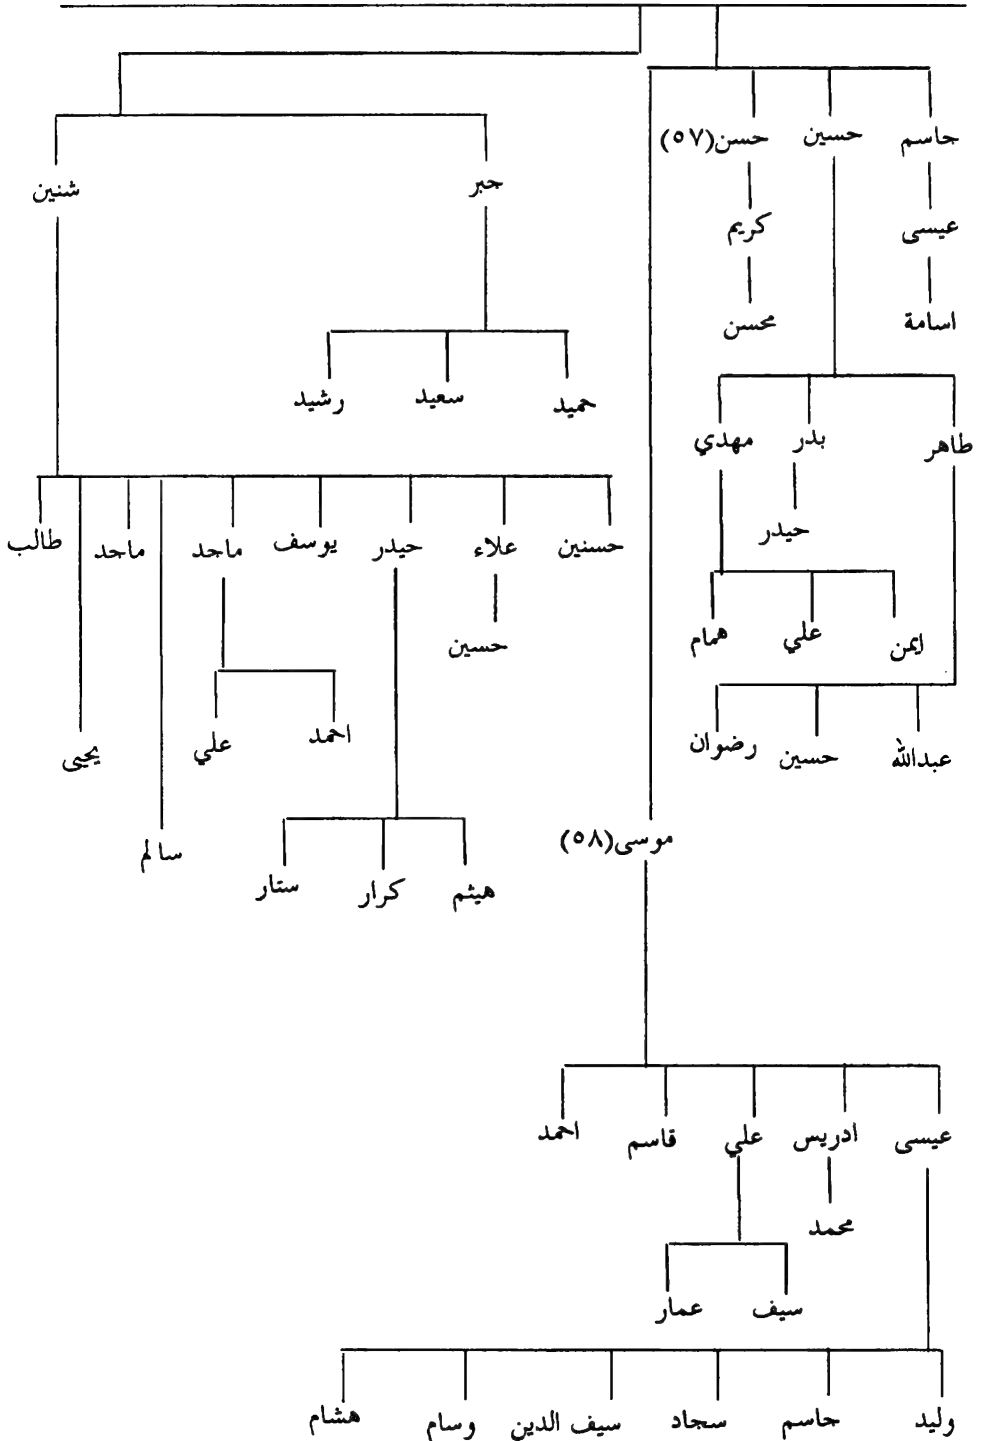 جاسم
حسين
حسن(٥٧)
عيسى
كريم
اسامة
محسن
جبر
شنين
حميد
سعيد
رشيد
طاهر
بدر
مهدي
حيدر
ايمن
علي
همام
عبدالله
حسين
رضوان
حسنين
علاء
حيدر
يوسف
ماجد
ماجد
طالب
حسين
احمد
علي
يحيى
سالم
هيثم
كرار
ستار
موسى(٥٨)
عيسى
ادريس
علي
قاسم
احمد
محمد
سيف
عمار
وليد
جاسم
سجاد
سيف الدين
وسام
هشام